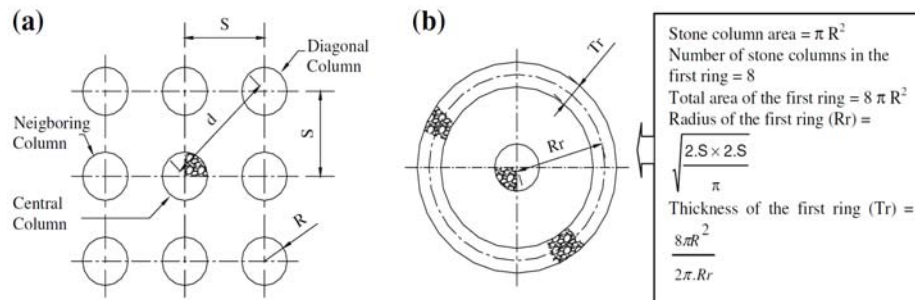 (a)
S
Diagonal
Column
Neigboring
Column
d
S
Central
Column
R
(b)
Tr
Rr
Stone column area = π R²
Number of stone columns in the
first ring = 8
Total area of the first ring = 8 π R²
Radius of the first ring (Rr) =
√(2.S × 2.S / π)
Thickness of the first ring (Tr) =
8πR²
2π.Rr